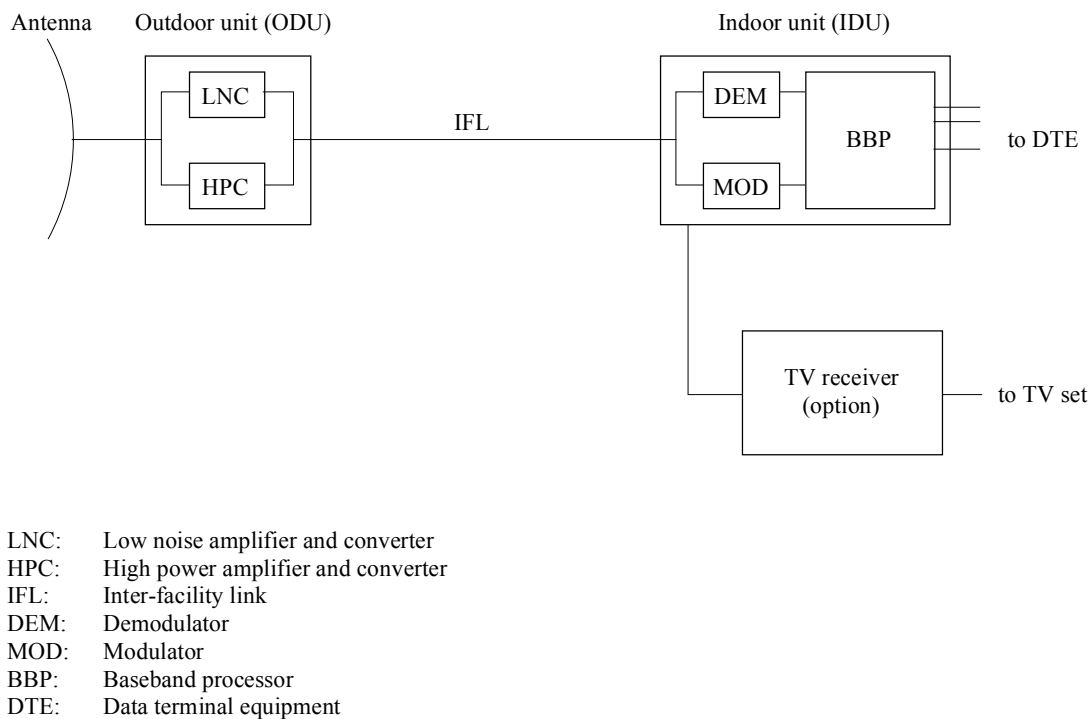 Antenna
Outdoor unit (ODU)
Indoor unit (IDU)
LNC
HPC
IFL
DEM
MOD
BBP
to DTE
TV receiver
(option)
to TV set
LNC: Low noise amplifier and converter
HPC: High power amplifier and converter
IFL: Inter-facility link
DEM: Demodulator
MOD: Modulator
BBP: Baseband processor
DTE: Data terminal equipment